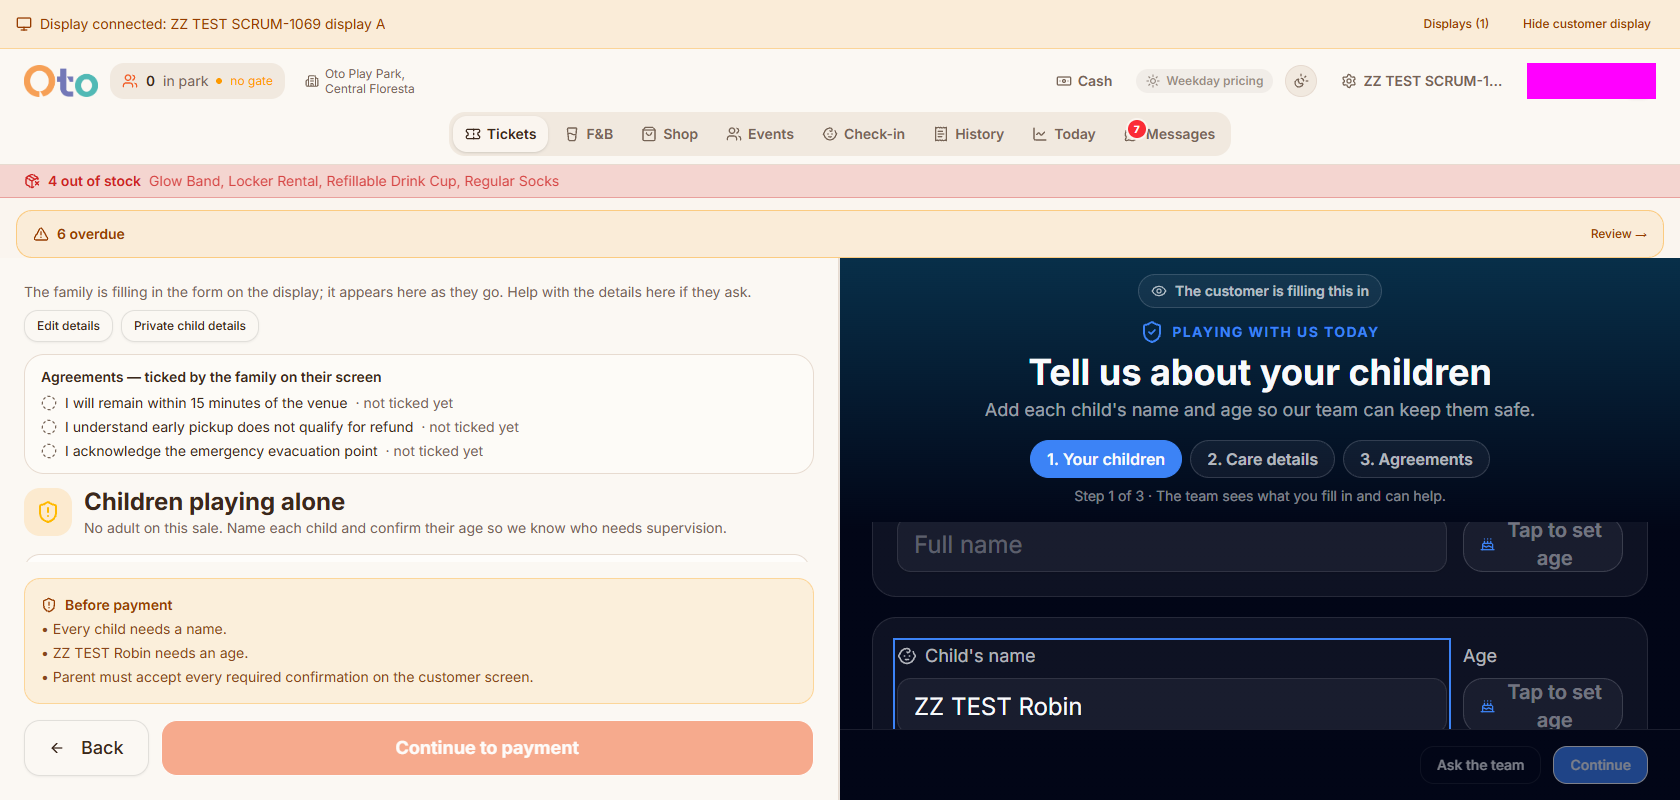 Display connected: ZZ TEST SCRUM-1069 display A
Displays (1)
Hide customer display
Oto
0 in park • no gate
Oto Play Park,
Central Floresta
Cash
Weekday pricing
ZZ TEST SCRUM-1...
Tickets
F&B
Shop
Events
Check-in
History
Today
7
Messages
4 out of stock Glow Band, Locker Rental, Refillable Drink Cup, Regular Socks
6 overdue
Review →
The family is filling in the form on the display; it appears here as they go. Help with the details here if they ask.
Edit details
Private child details
Agreements — ticked by the family on their screen
I will remain within 15 minutes of the venue · not ticked yet
I understand early pickup does not qualify for refund · not ticked yet
I acknowledge the emergency evacuation point · not ticked yet
Children playing alone
No adult on this sale. Name each child and confirm their age so we know who needs supervision.
Before payment
• Every child needs a name.
• ZZ TEST Robin needs an age.
• Parent must accept every required confirmation on the customer screen.
← Back
Continue to payment
The customer is filling this in
PLAYING WITH US TODAY
Tell us about your children
Add each child's name and age so our team can keep them safe.
1. Your children
2. Care details
3. Agreements
Step 1 of 3 · The team sees what you fill in and can help.
Full name
Tap to set
age
Child's name
Age
ZZ TEST Robin
Tap to set
age
Ask the team
Continue